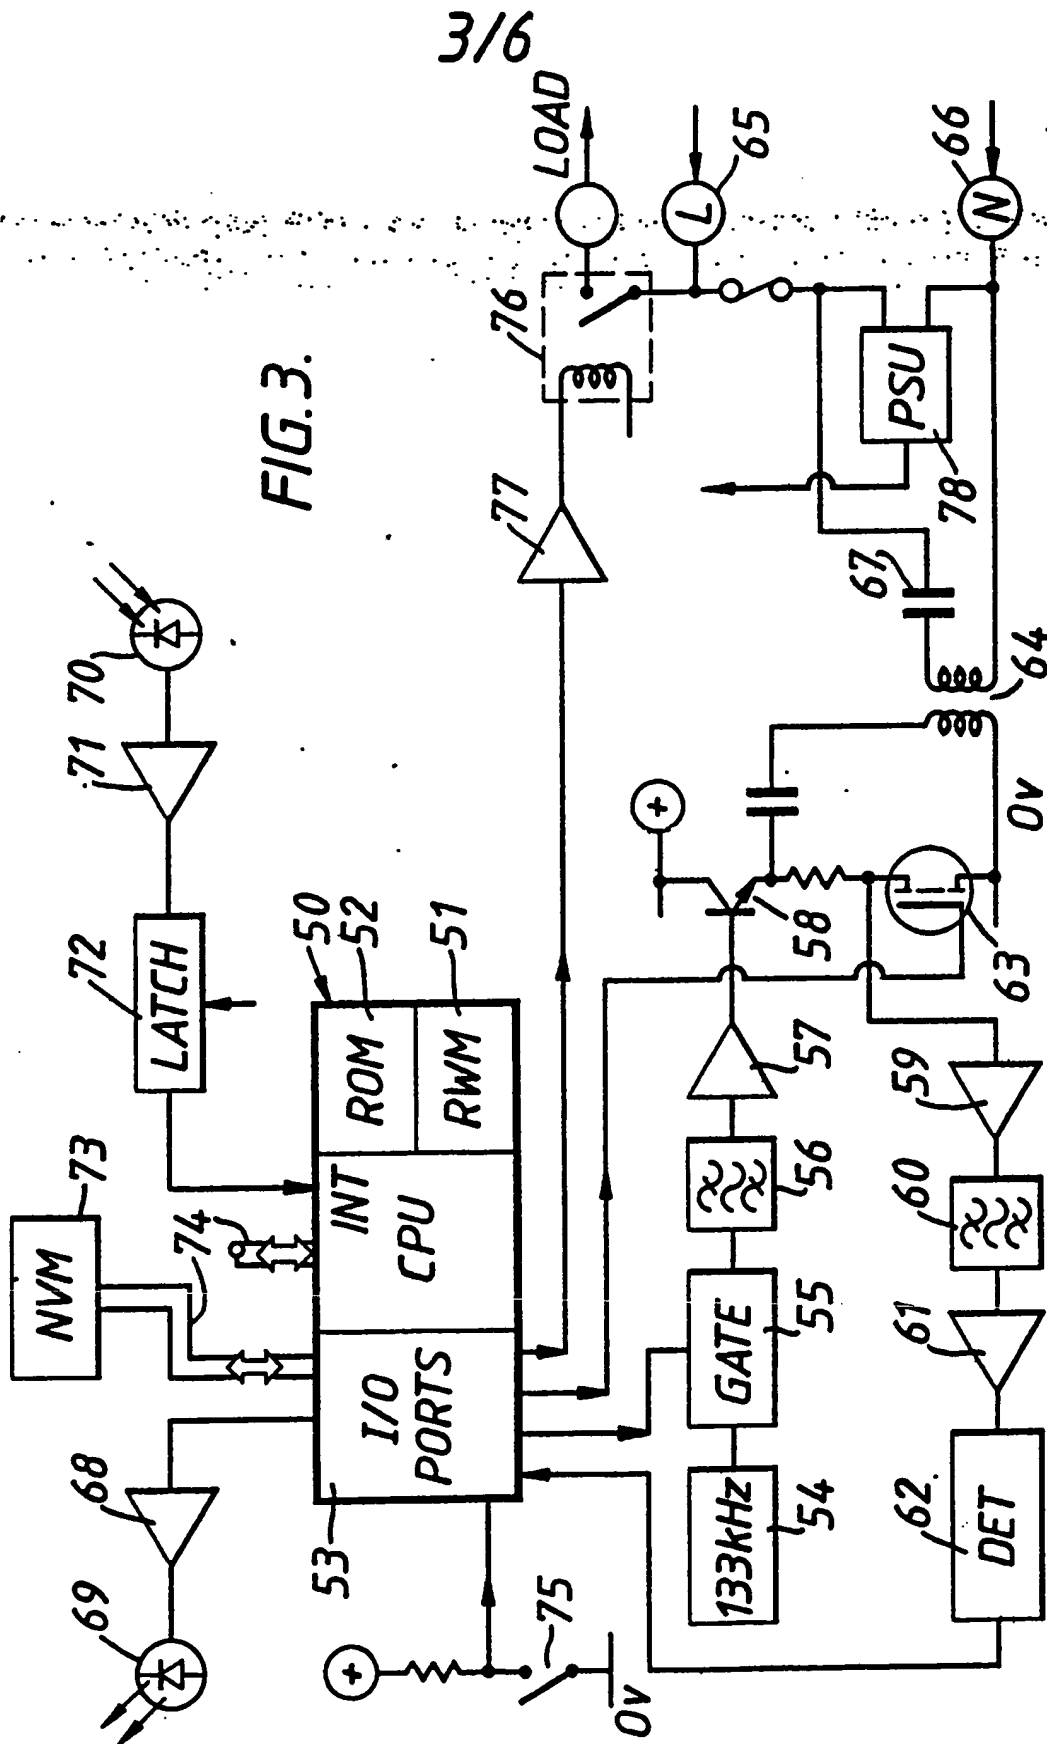 3/6
FIG.3.
69
68
NVM
73
74
72
LATCH
71
70
53
I/O
PORTS
INT
CPU
ROM
RWM
50
52
51
+
75
0v
77
76
LOAD
L
65
N
66
PSU
78
67
64
133kHz
54
GATE
55
56
57
58
+
0v
63
59
60
61
62
DET